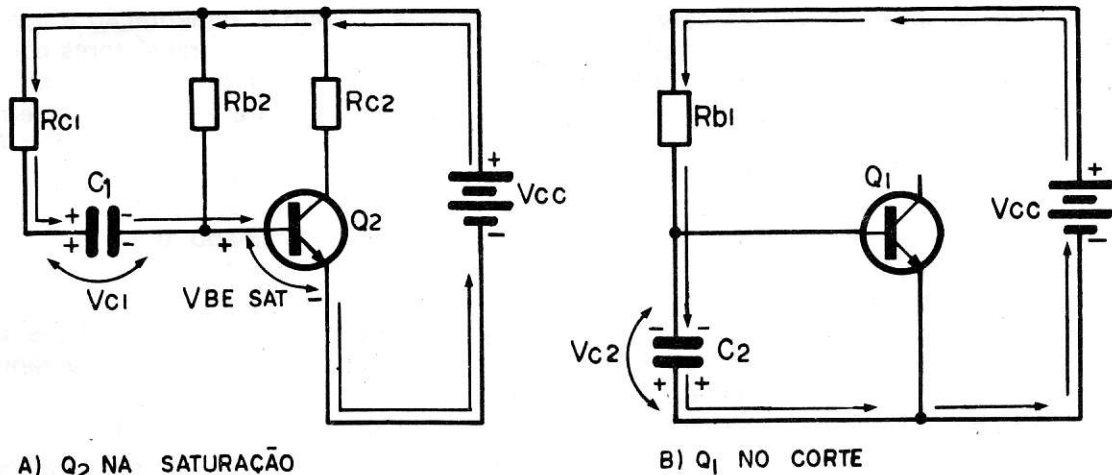 Rc1
Rb2
Rc2
C1
+
-
+
-
+
Q2
Vcc
+
-
Vc1
VBE SAT
-
A) Q2 NA SATURAÇÃO
Rb1
Q1
Vcc
+
-
Vc2
-
-
C2
+
+
B) Q1 NO CORTE